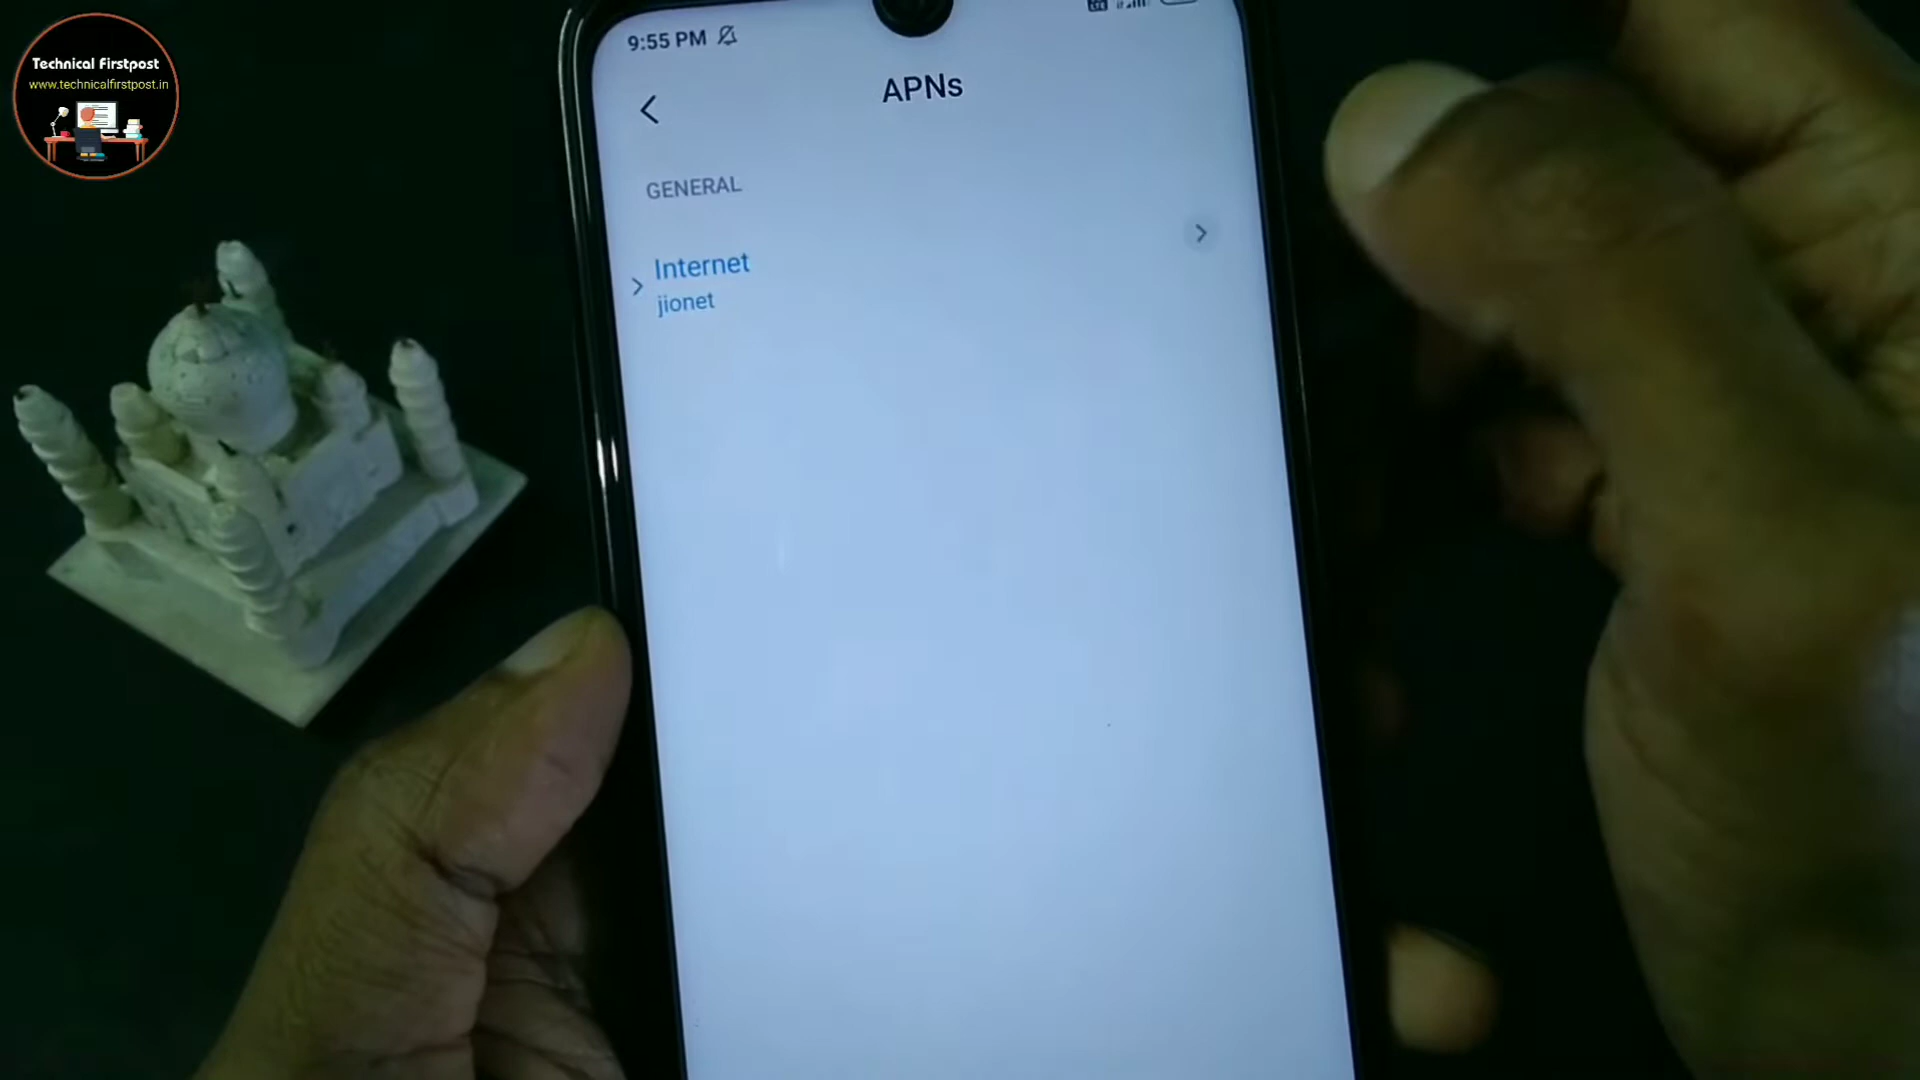 Technical Firstpost
www.technicalfirstpost.in
9:55 PM
APNs
GENERAL
Internet
jionet